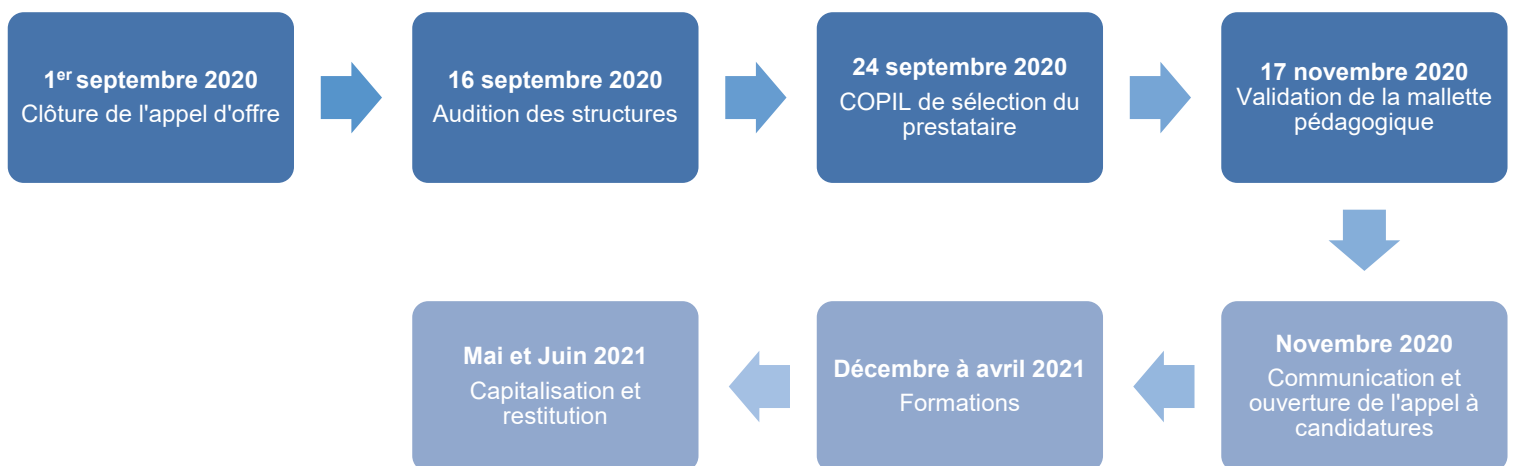 1er septembre 2020
Clôture de l'appel d'offre
16 septembre 2020
Audition des structures
24 septembre 2020
COPIL de sélection du
prestataire
17 novembre 2020
Validation de la mallette
pédagogique
Novembre 2020
Communication et
ouverture de l'appel à
candidatures
Décembre à avril 2021
Formations
Mai et Juin 2021
Capitalisation et
restitution